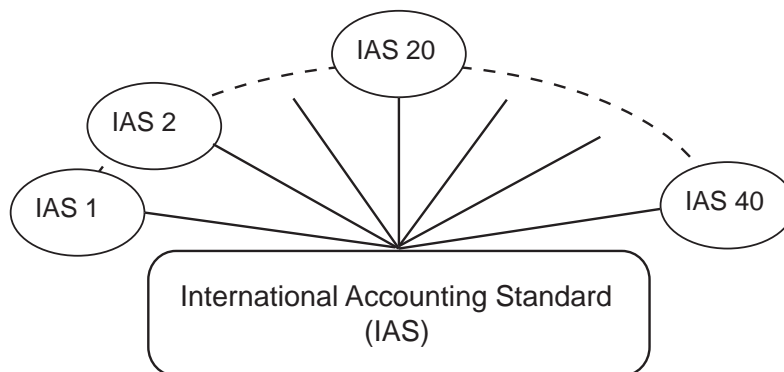 IAS 20
IAS 2
IAS 1
IAS 40
International Accounting Standard
(IAS)